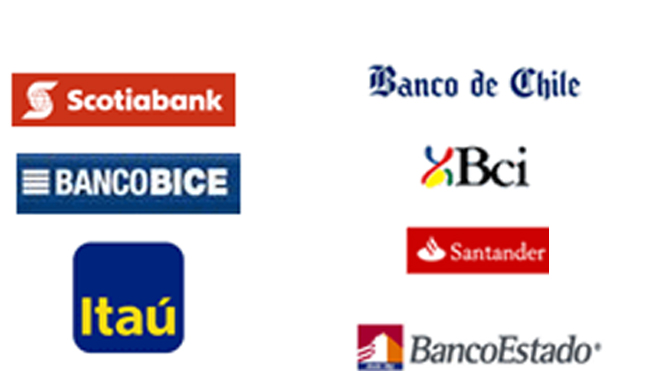 Scotiabank
Banco de Chile
BANCOBICE
Bci
Santander
Itaú
BancoEstado®